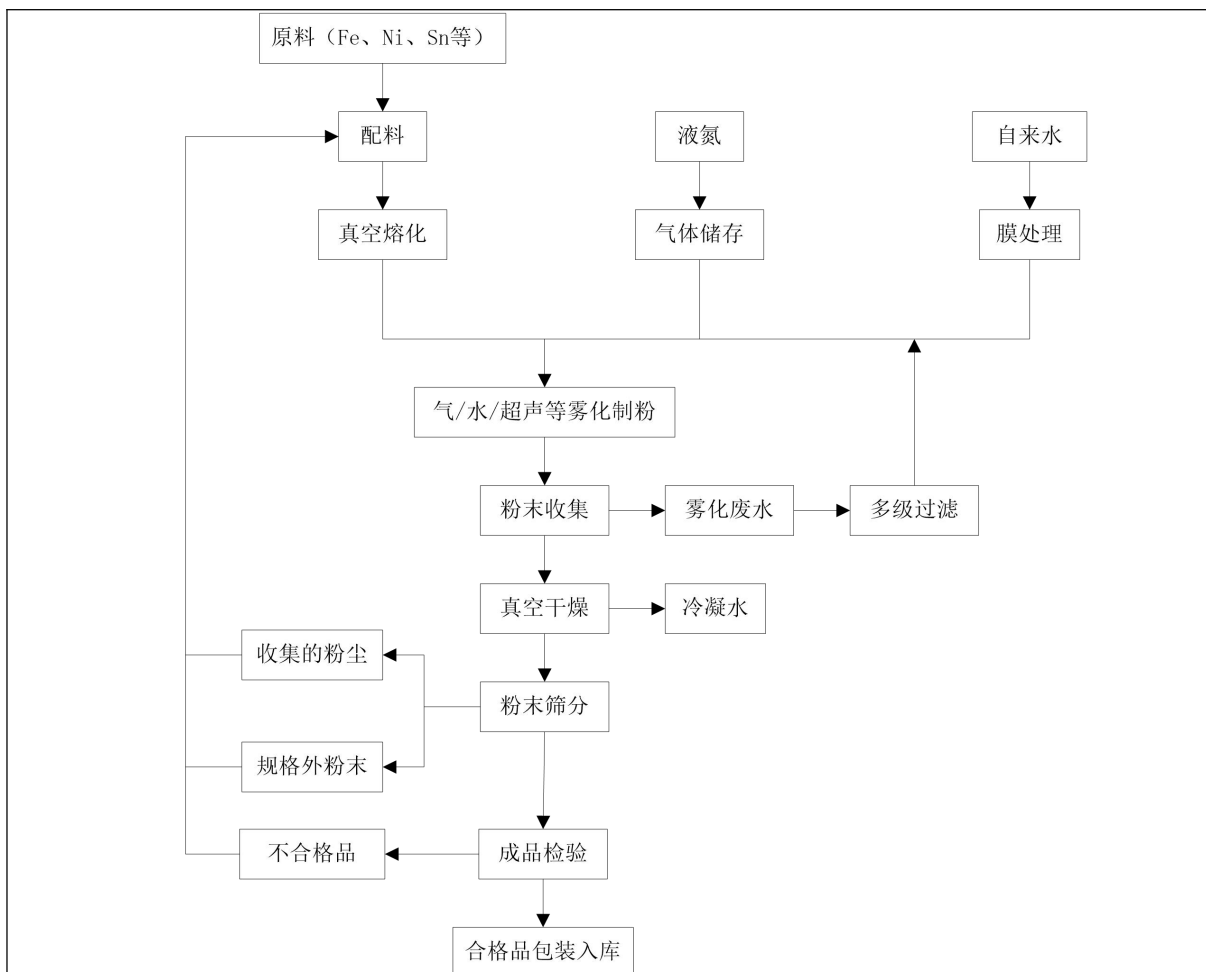 原料（Fe、Ni、Sn等）
配料
液氮
自来水
真空熔化
气体储存
膜处理
气/水/超声等雾化制粉
粉末收集
雾化废水
多级过滤
真空干燥
冷凝水
收集的粉尘
粉末筛分
规格外粉末
不合格品
成品检验
合格品包装入库